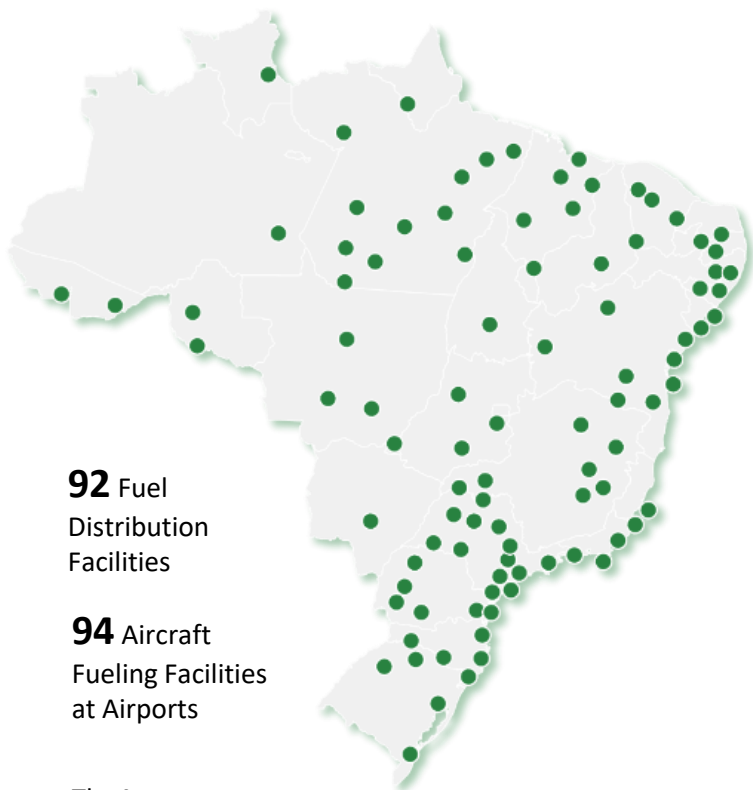 92 Fuel
Distribution
Facilities
94 Aircraft
Fueling Facilities
at Airports